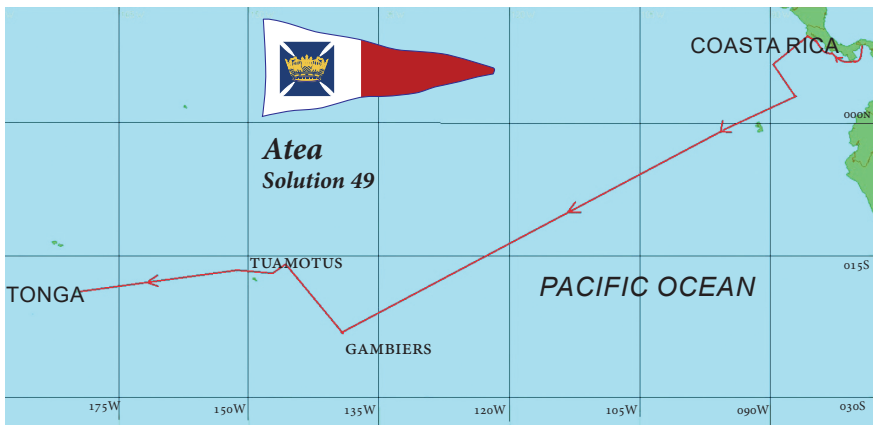 COASTA RICA
000N
Atea
Solution 49
TUAMOTUS
015S
TONGA
PACIFIC OCEAN
GAMBIERS
175W
150W
135W
120W
105W
090W
030S